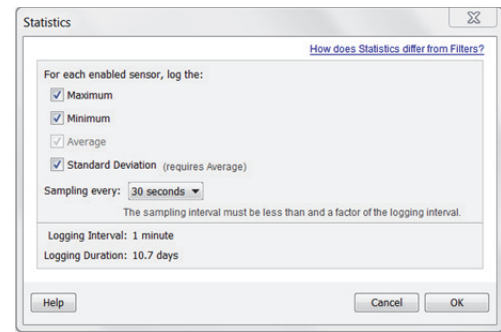 Statistics
How does Statistics differ from Filters?
For each enabled sensor, log the:
Maximum
Minimum
Average
Standard Deviation (requires Average)
Sampling every: 30 seconds
The sampling interval must be less than and a factor of the logging interval.
Logging Interval: 1 minute
Logging Duration: 10.7 days
Help Cancel OK